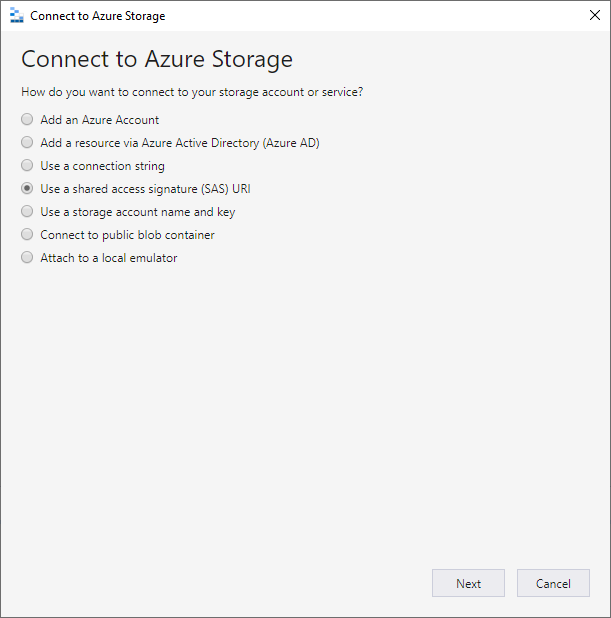 Connect to Azure Storage
Connect to Azure Storage
How do you want to connect to your storage account or service?
Add an Azure Account
Add a resource via Azure Active Directory (Azure AD)
Use a connection string
Use a shared access signature (SAS) URI
Use a storage account name and key
Connect to public blob container
Attach to a local emulator
Next Cancel